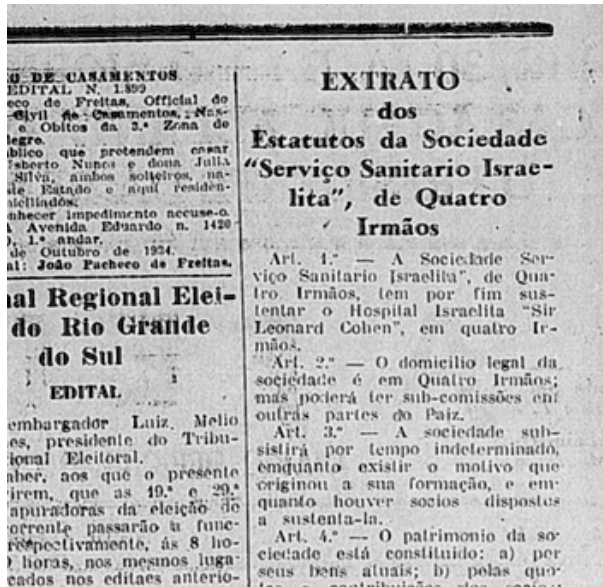 O DE CASAMENTOS
EDITAL N. 1.899
eco de Freitas, Official do
Civil de Casamentos, Nas-
e Obitos da 3.ª Zona de
legre.
ublico que pretendem casar
sberto Nunes e dona Julia
Silva, ambos solteiros, na-
de Estado e aqui residen-
miciliados.
nhecer impedimento accuse-o.
Avenida Eduardo n. 1420
1.º andar.
de Outubro de 1934.
al: João Pacheco de Freitas.
nal Regional Elei-
do Rio Grande
do Sul
EDITAL
embargador Luiz Melio
es, presidente do Tribu-
ional Eleitoral.
aber, aos que o presente
irem, que as 19.ª e 29.ª
apuradoras da eleição de
corrente passarão a func-
respectivamente, ás 8 ho-
horas, nos mesmos luga-
cados nos editaes anterio-
EXTRATO
dos
Estatutos da Sociedade
“Serviço Sanitario Israe-
lita”, de Quatro
Irmãos
Art. 1.º — A Sociedade Ser-
viço Sanitario Israelita”, de Qua-
tro Irmãos, tem por fim sus-
tentar o Hospital Israelita “Sir
Leonard Cohen”, em quatro Ir-
mãos.
Art. 2.º — O domicilio legal da
sociedade é em Quatro Irmãos;
mas poderá ter sub-comissões em
outras partes do Paiz.
Art. 3.º — A sociedade sub-
sistirá por tempo indeterminado,
emquanto existir o motivo que
originou a sua formação, e em-
quanto houver socios dispostos
a sustenta-la.
Art. 4.º — O patrimonio da so-
ciedade está constituido: a) per
seus bens atuais; b) pelas quo-